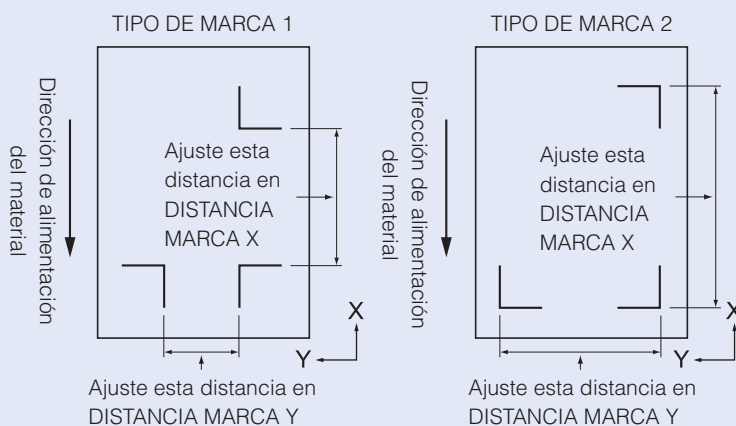 TIPO DE MARCA 1
Dirección de alimentación
del material
Ajuste esta
distancia en
DISTANCIA
MARCA X
X
Y
Ajuste esta distancia en
DISTANCIA MARCA Y
TIPO DE MARCA 2
Dirección de alimentación
del material
Ajuste esta
distancia en
DISTANCIA
MARCA X
X
Y
Ajuste esta distancia en
DISTANCIA MARCA Y